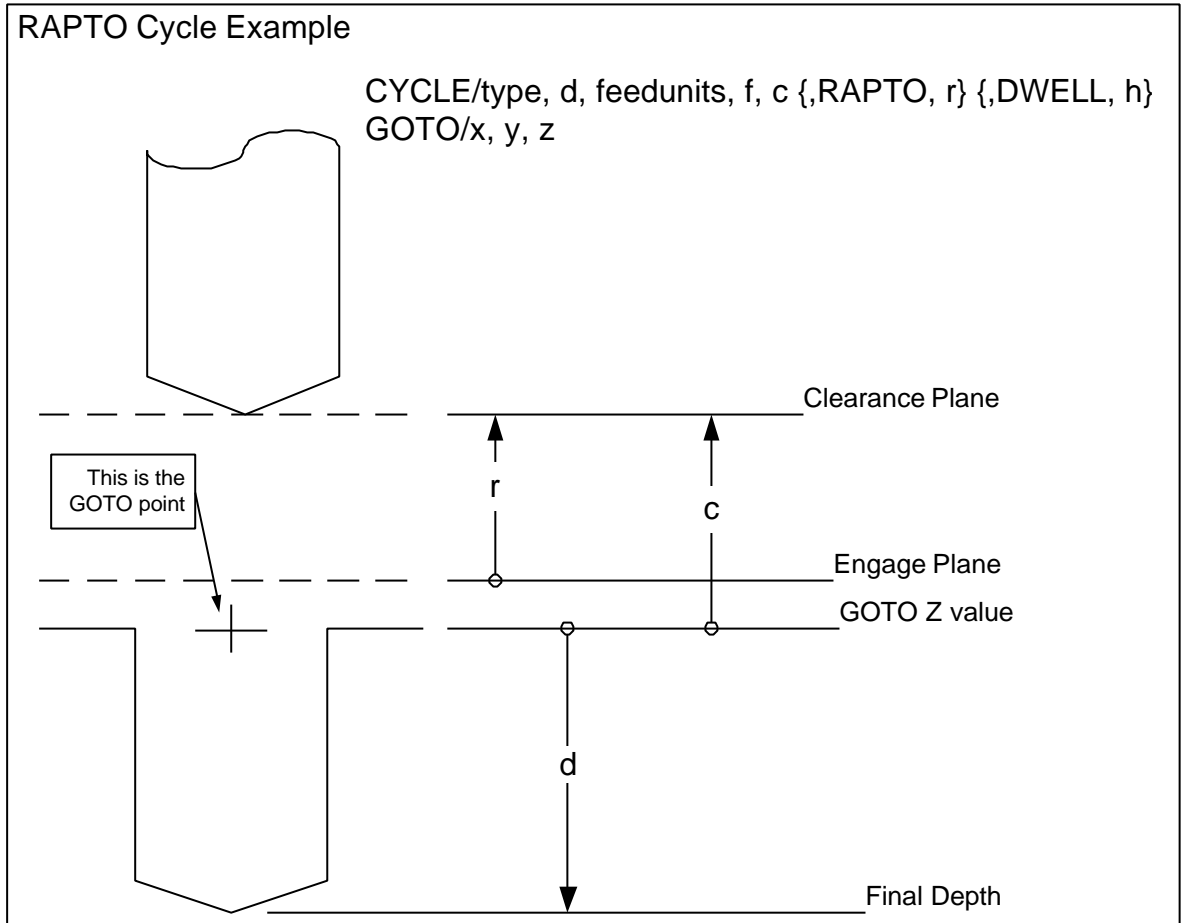 RAPTO Cycle Example
CYCLE/type, d, feedunits, f, c {,RAPTO, r} {,DWELL, h}
GOTO/x, y, z
Clearance Plane
This is the
GOTO point
r
c
Engage Plane
GOTO Z value
d
Final Depth